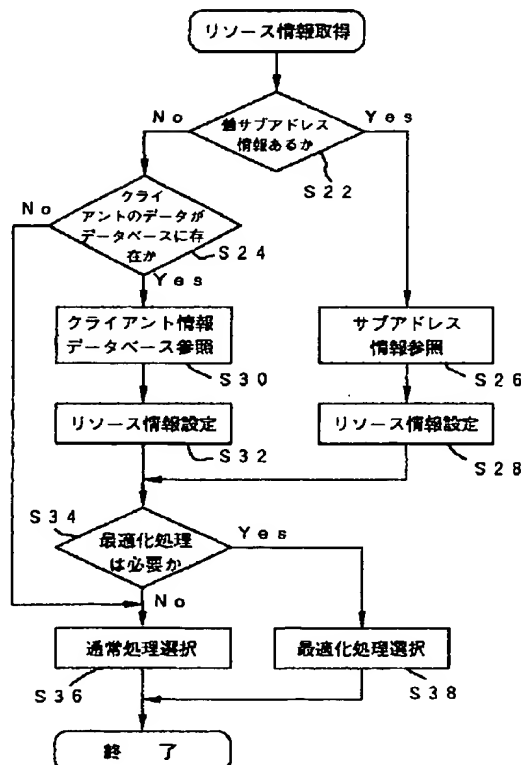 リソース情報取得
No
サブアドレス
情報あるか
Yes
S22
No
クライ
アントのデータが
データベースに存
在か
S24
Yes
クライアント情報
データベース参照
S30
サブアドレス
情報参照
S26
リソース情報設定
S32
リソース情報設定
S28
S34
最適化処理
は必要か
Yes
No
通常処理選択
S36
最適化処理選択
S38
終 了